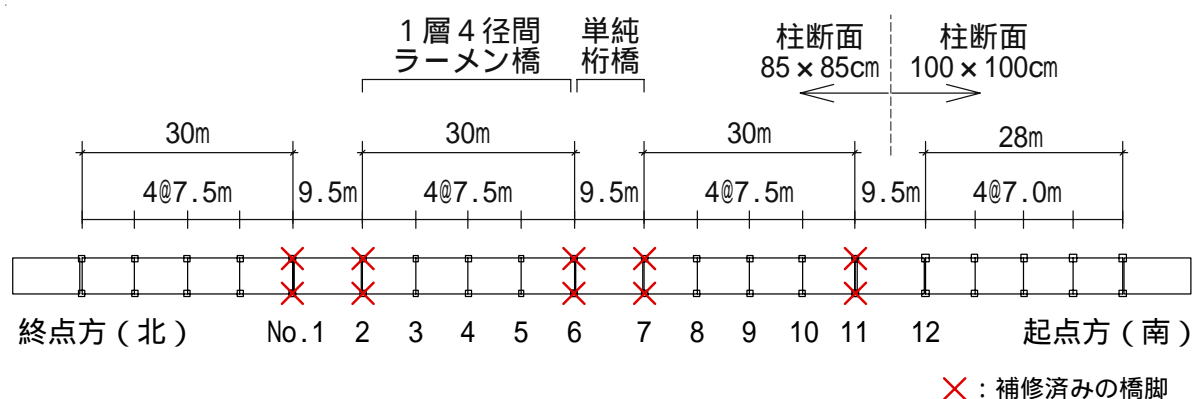 1層4径間
ラーメン橋
単純
桁橋
柱断面
85×85cm
柱断面
100×100cm
30m
30m
30m
28m
4@7.5m
9.5m
4@7.5m
9.5m
4@7.5m
9.5m
4@7.0m
終点方(北)
No.1
2
3
4
5
6
7
8
9
10
11
12
起点方(南)
:補修済みの橋脚